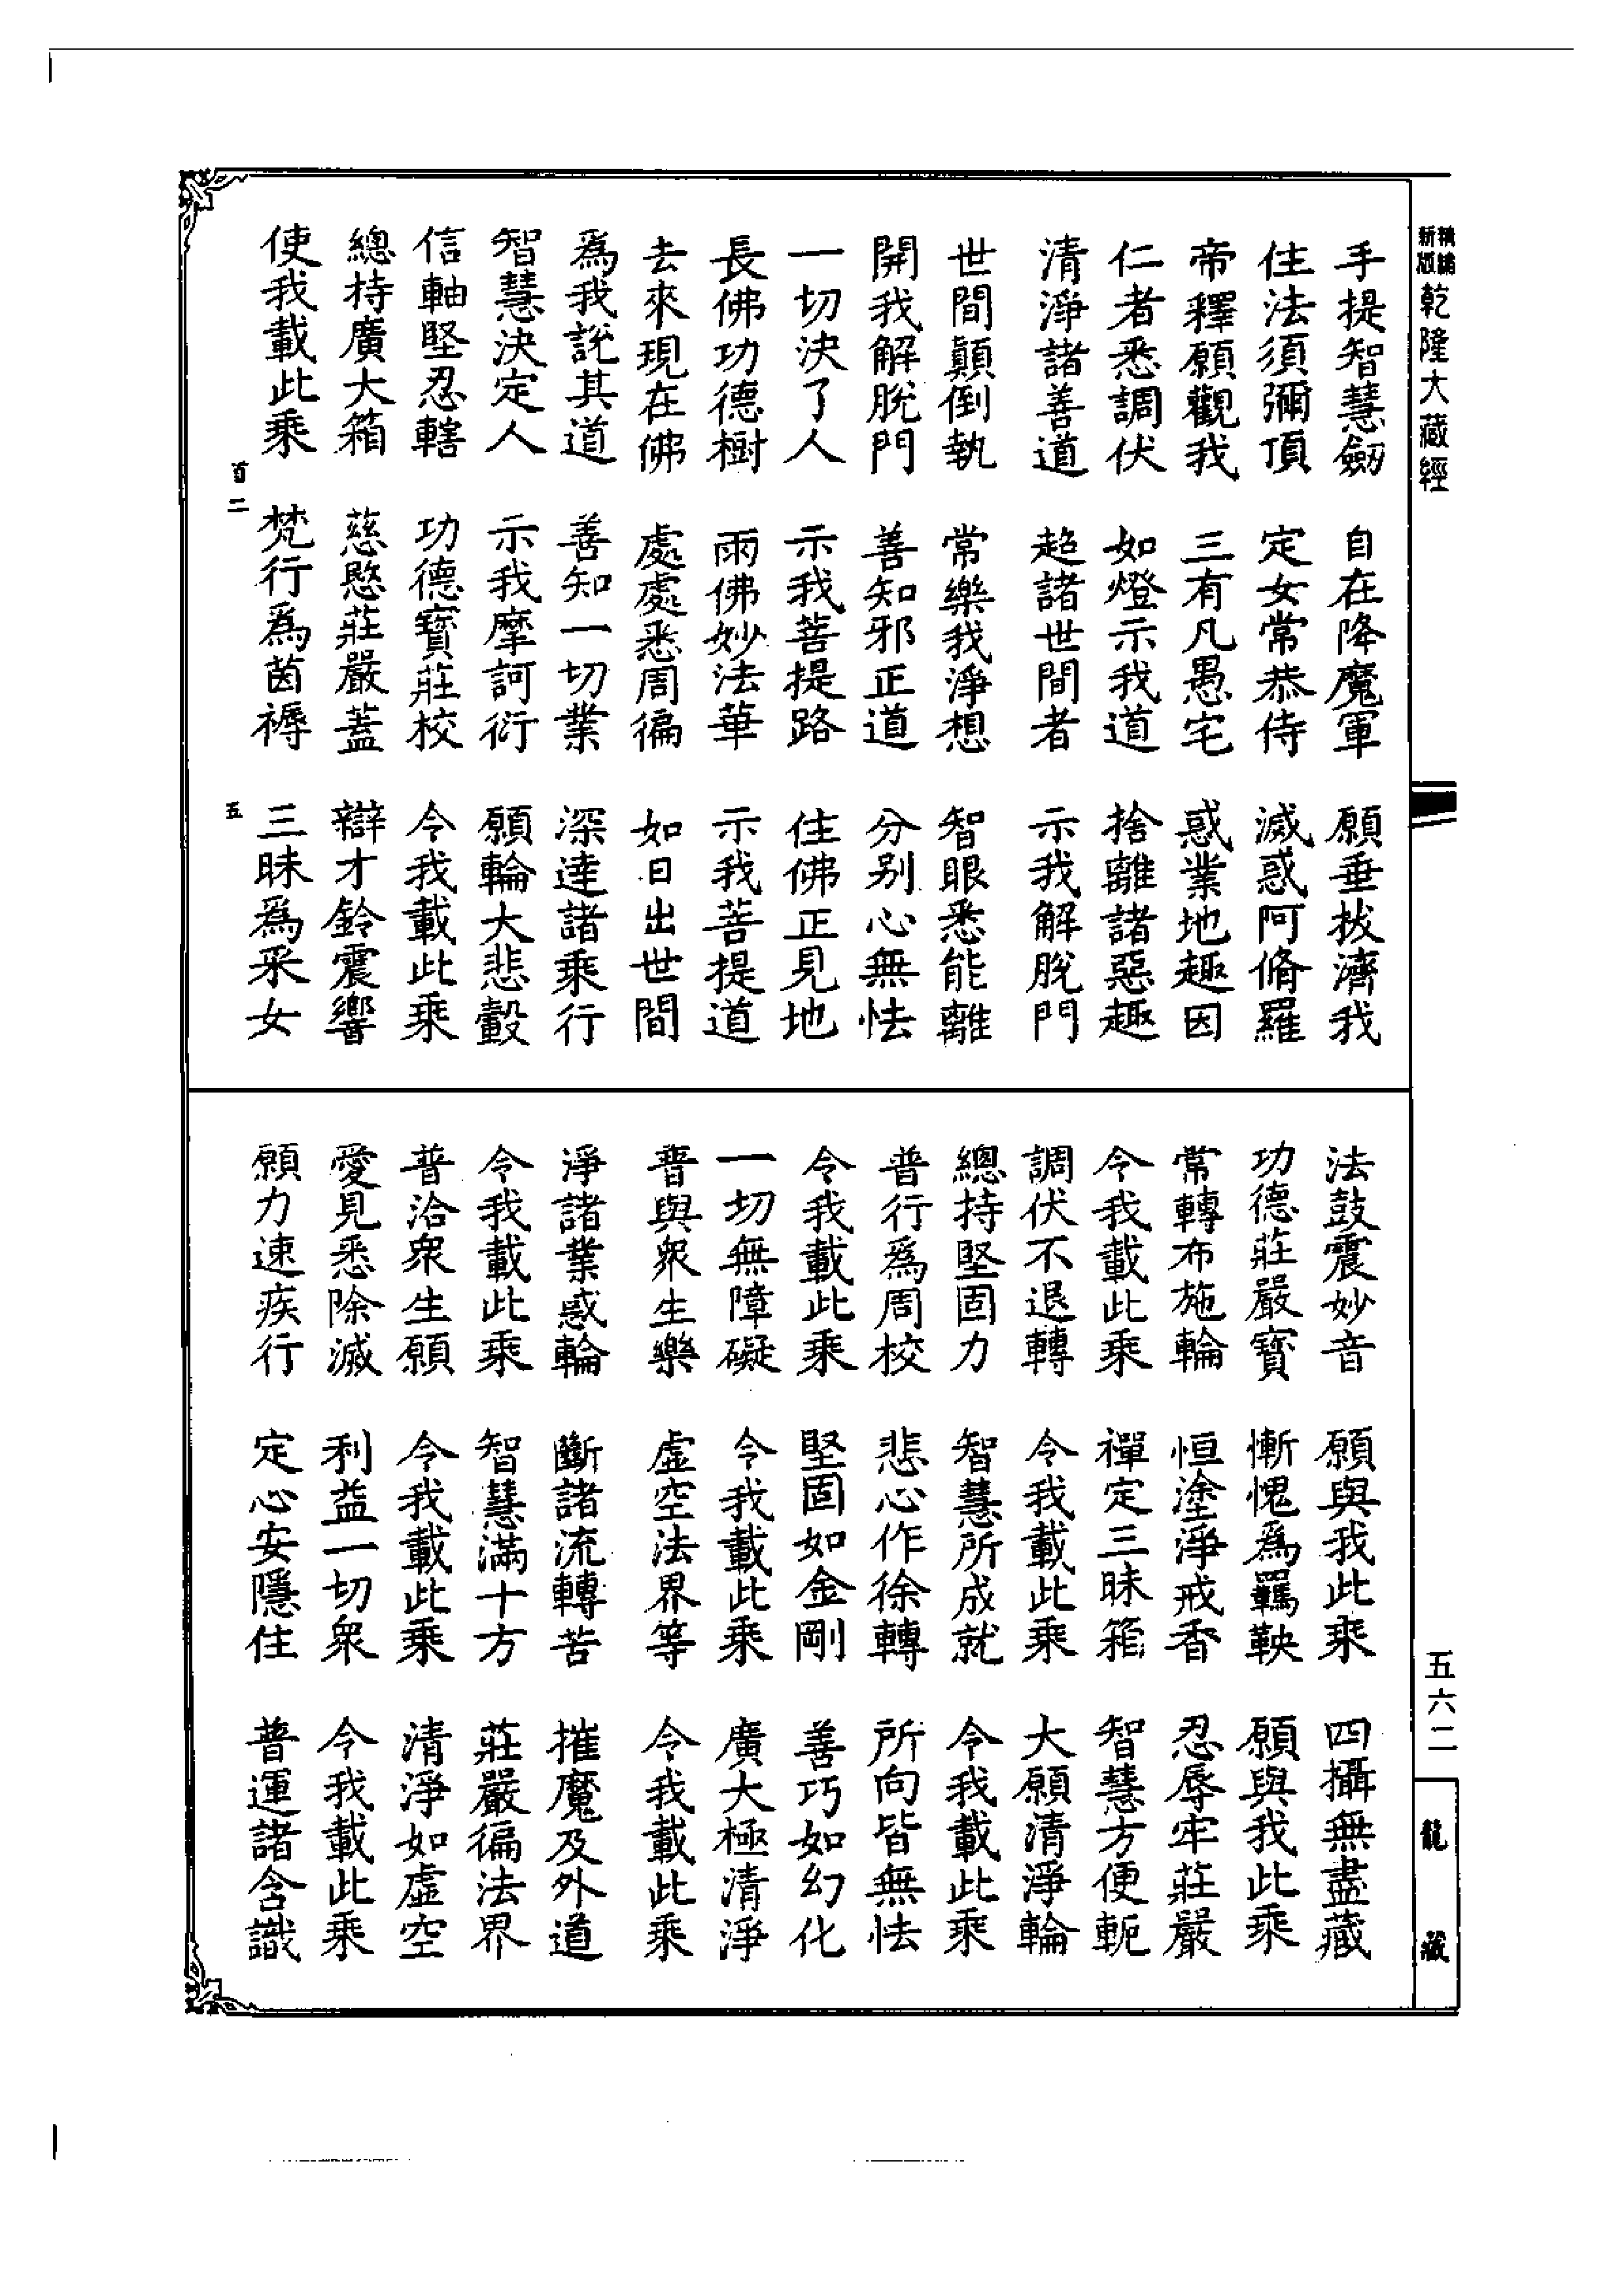 新編縮版乾隆大藏經
手提智慧劒　自在降魔軍　願垂拔濟我
住法須彌頂　定女常恭侍　滅惑阿脩羅
帝釋願觀我　三有凡愚宅　惑業地趣因
仁者悉調伏　如燈示我道　捨離諸惡趣
清淨諸善道　超諸世間者　示我解脫門
世間顛倒執　常樂我淨想　智眼悉能離
開我解脫門　善知邪正道　分别心無怯
一切決了人　示我菩提路　住佛正見地
長佛功德樹　雨佛妙法華　示我菩提道
去來現在佛　處處悉周徧　如日出世間
爲我說其道　善知一切業　深達諸乘行
智慧決定人　示我摩訶衍　願輪大悲轂
信軸堅忍轄　功德寶莊校　令我載此乘
總持廣大箱　慈愍莊嚴蓋　辯才鈴震響
使我載此乘　梵行爲茵褥　三昧爲采女
百二　五
法鼓震妙音　願與我此乘　四攝無盡藏
功德莊嚴寶　慚愧爲羈鞅　願與我此乘
常轉布施輪　恒塗淨戒香　忍辱牢莊嚴
令我載此乘　禪定三昧箱　智慧方便軛
調伏不退轉　令我載此乘　大願清淨輪
總持堅固力　智慧所成就　令我載此乘
普行爲周校　悲心作徐轉　所向皆無怯
令我載此乘　堅固如金剛　善巧如幻化
一切無障礙　令我載此乘　廣大極清淨
普與衆生樂　虛空法界等　令我載此乘
淨諸業惑輪　斷諸流轉苦　摧魔及外道
令我載此乘　智慧滿十方　莊嚴徧法界
普洽衆生願　令我載此乘　清淨如虛空
愛見悉除滅　利益一切衆　令我載此乘
願力速疾行　定心安隱住　普運諸含識
五六二
龍藏